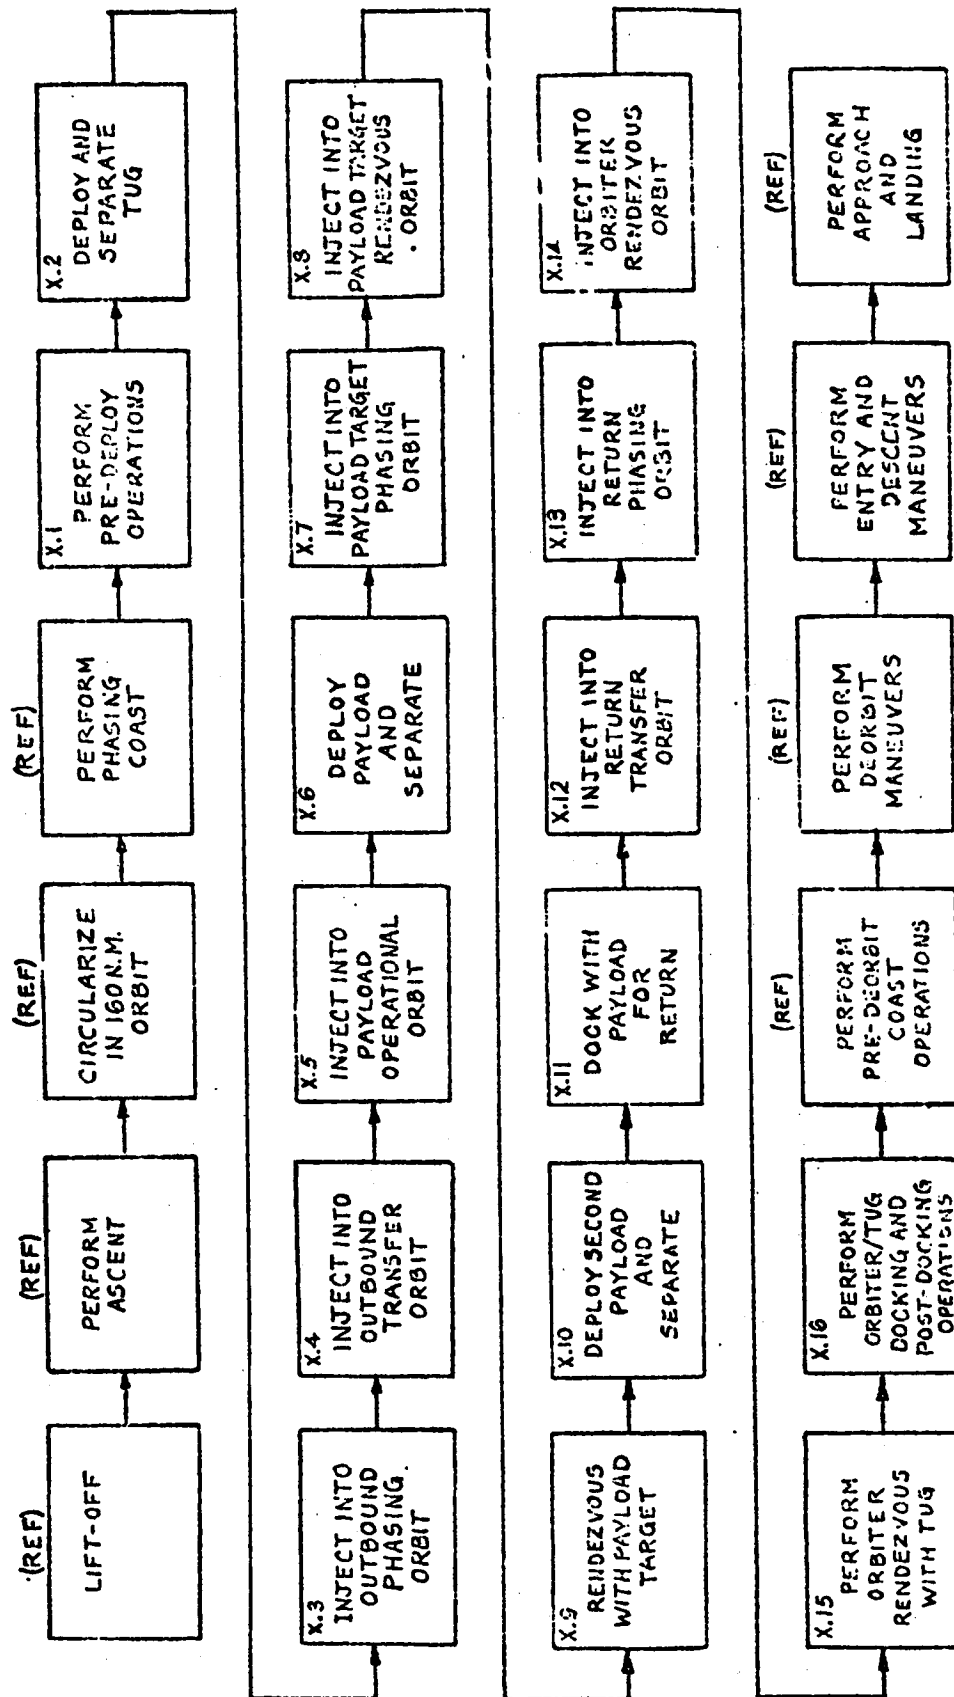 (REF)
LIFT-OFF
(REF)
PERFORM
ASCENT
(REF)
CIRCULARIZE
IN 160 N.M.
ORBIT
(REF)
PERFORM
PHASING
COAST
X.1
PERFORM
PRE-DEPLOY
OPERATIONS
X.2
DEPLOY AND
SEPARATE
TUG
X.3
INJECT INTO
OUTBOUND
PHASING
ORBIT
X.4
INJECT INTO
OUTBOUND
TRANSFER
ORBIT
X.5
INJECT INTO
PAYLOAD
OPERATIONAL
ORBIT
X.6
DEPLOY
PAYLOAD
AND
SEPARATE
X.7
INJECT INTO
PAYLOAD TARGET
PHASING
ORBIT
X.8
INJECT INTO
PAYLOAD TARGET
RENDEZVOUS
ORBIT
X.9
RENDEZVOUS
WITH PAYLOAD
TARGET
X.10
DEPLOY SECOND
PAYLOAD
AND
SEPARATE
X.11
DOCK WITH
PAYLOAD
FOR
RETURN
X.12
INJECT INTO
RETURN
TRANSFER
ORBIT
X.13
INJECT INTO
RETURN
PHASING
ORBIT
X.14
INJECT INTO
ORBITER
RENDEZVOUS
ORBIT
X.15
PERFORM
ORBITER
RENDEZVOUS
WITH TUG
X.16
PERFORM
ORBITER/TUG
DOCKING AND
POST-DOCKING
OPERATIONS
(REF)
PERFORM
PRE-DEORBIT
COAST
OPERATIONS
(REF)
PERFORM
DEORBIT
MANEUVERS
(REF)
PERFORM
ENTRY AND
DESCENT
MANEUVERS
(REF)
PERFORM
APPROACH
AND
LANDING